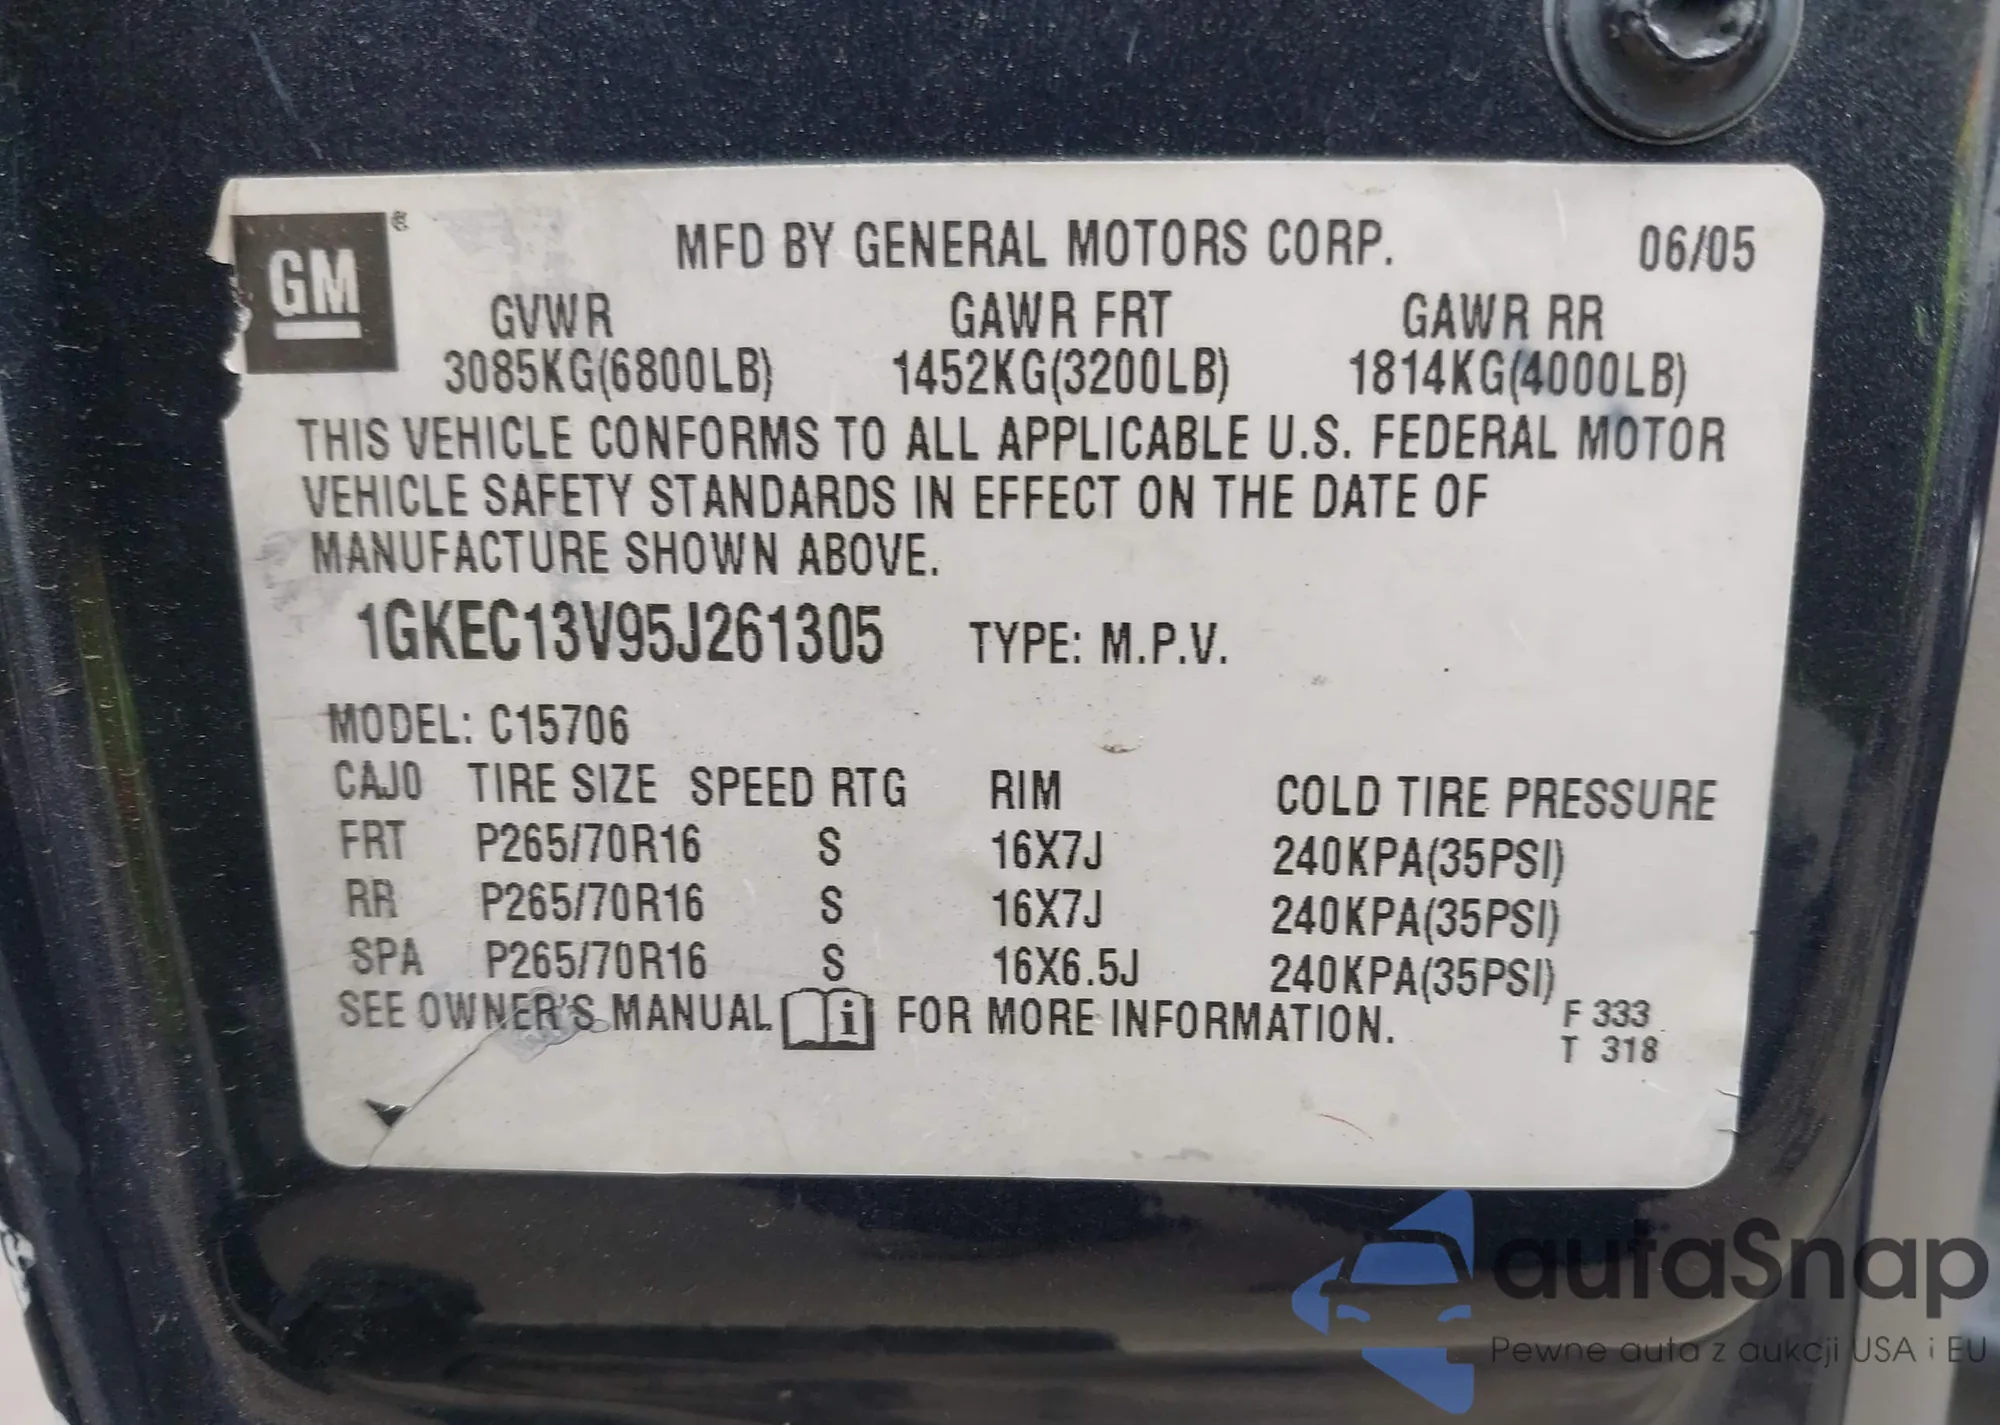 GM ®
MFD BY GENERAL MOTORS CORP. 06/05
GVWR GAWR FRT GAWR RR
3085KG(6800LB) 1452KG(3200LB) 1814KG(4000LB)
THIS VEHICLE CONFORMS TO ALL APPLICABLE U.S. FEDERAL MOTOR
VEHICLE SAFETY STANDARDS IN EFFECT ON THE DATE OF
MANUFACTURE SHOWN ABOVE.
1GKEC13V95J261305 TYPE: M.P.V.
MODEL: C15706
CAJO TIRE SIZE SPEED RTG RIM COLD TIRE PRESSURE
FRT P265/70R16 S 16X7J 240KPA(35PSI)
RR P265/70R16 S 16X7J 240KPA(35PSI)
SPA P265/70R16 S 16X6.5J 240KPA(35PSI)
SEE OWNER'S MANUAL i FOR MORE INFORMATION.
F 333
T 318
autaSnap
Pewne auta z aukcji USA i EU